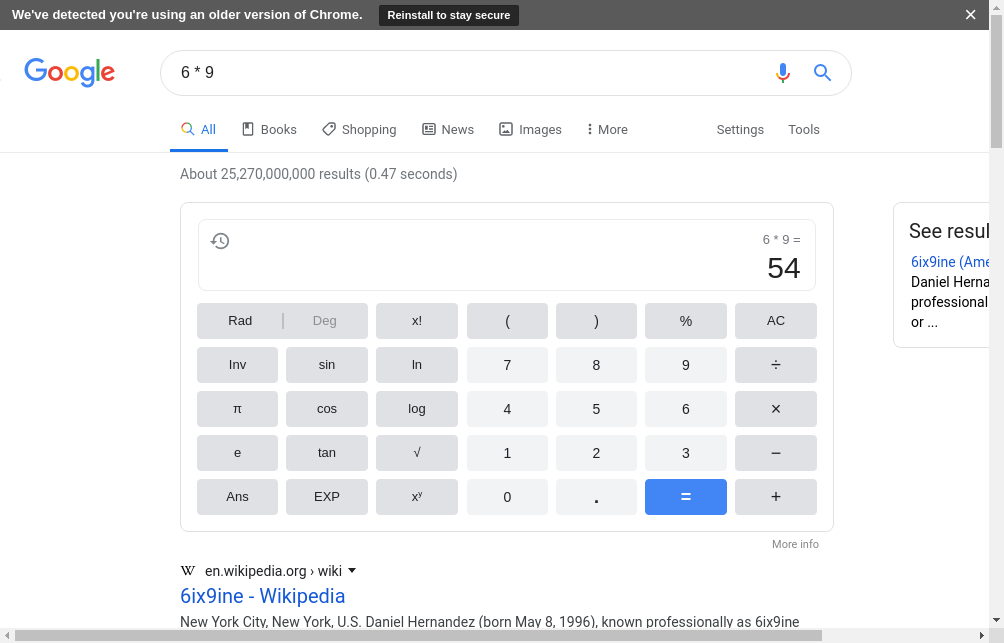 We've detected you're using an older version of Chrome. Reinstall to stay secure
Google
6 * 9
All Books Shopping News Images More Settings Tools
About 25,270,000,000 results (0.47 seconds)
6 * 9 =
54
Rad | Deg x! ( ) % AC
Inv sin ln 7 8 9 ÷
π cos log 4 5 6 ×
e tan √ 1 2 3 −
Ans EXP xʸ 0 . = +
More info
See resul
6ix9ine (Ame
Daniel Herna
professional
or ...
W en.wikipedia.org › wiki
6ix9ine - Wikipedia
New York City, New York, U.S. Daniel Hernandez (born May 8, 1996), known professionally as 6ix9ine